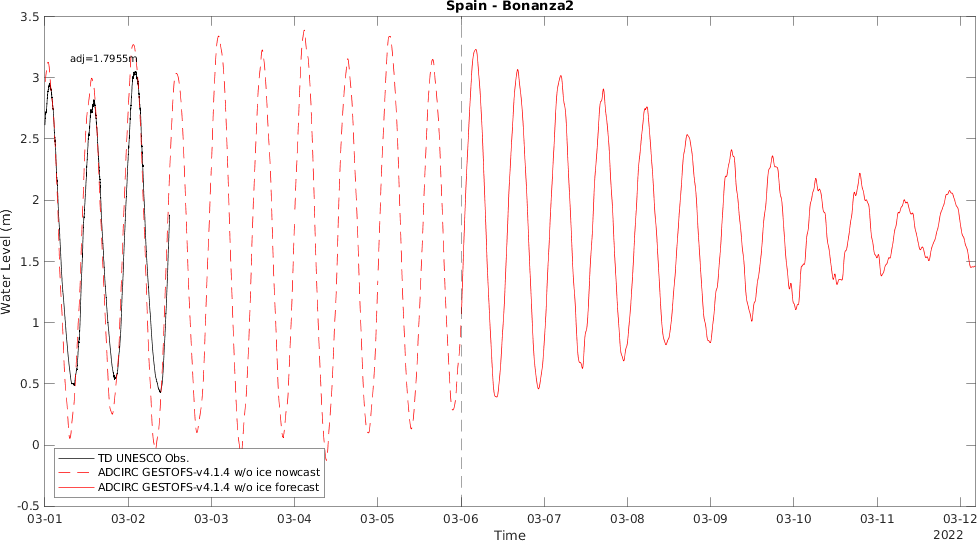 Spain - Bonanza2
3.5
3
2.5
2
1.5
1
0.5
0
-0.5
Water Level (m)
adj=1.7955m
TD UNESCO Obs.
ADCIRC GESTOFS-v4.1.4 w/o ice nowcast
ADCIRC GESTOFS-v4.1.4 w/o ice forecast
03-01 03-02 03-03 03-04 03-05 03-06 03-07 03-08 03-09 03-10 03-11 03-12
Time
2022